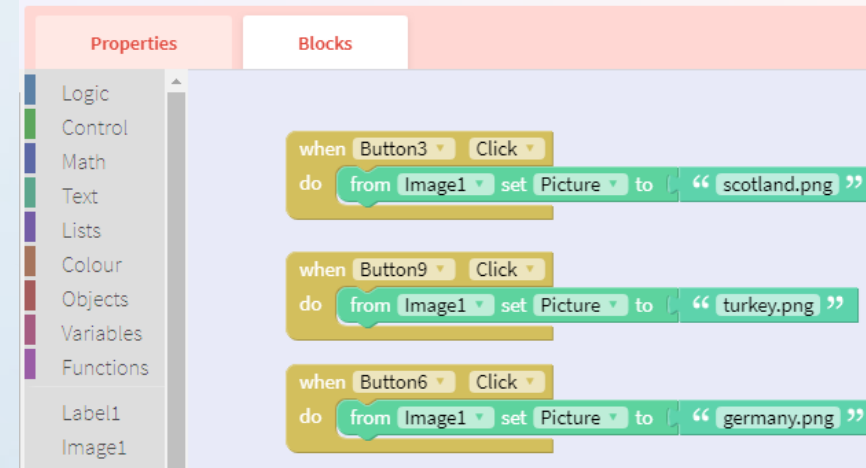 Properties Blocks
Logic
Control
Math
Text
Lists
Colour
Objects
Variables
Functions
Label1
Image1
when Button3 Click
do from Image1 set Picture to “ scotland.png ”
when Button9 Click
do from Image1 set Picture to “ turkey.png ”
when Button6 Click
do from Image1 set Picture to “ germany.png ”